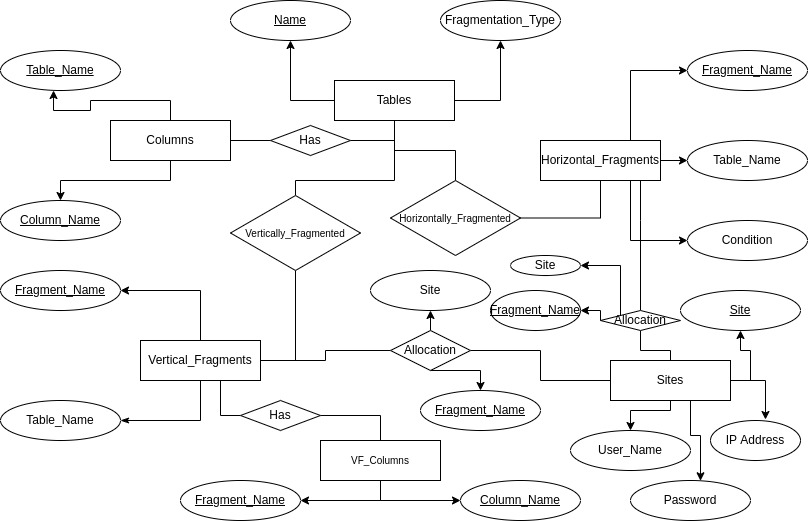 Name
Fragmentation_Type
Table_Name
Fragment_Name
Tables
Columns
Has
Horizontal_Fragments
Table_Name
Column_Name
Vertically_Fragmented
Horizontally_Fragmented
Condition
Site
Fragment_Name
Site
Fragment_Name
Site
Allocation
Vertical_Fragments
Allocation
Sites
Table_Name
Has
Fragment_Name
User_Name
IP Address
VF_Columns
Fragment_Name
Column_Name
Password